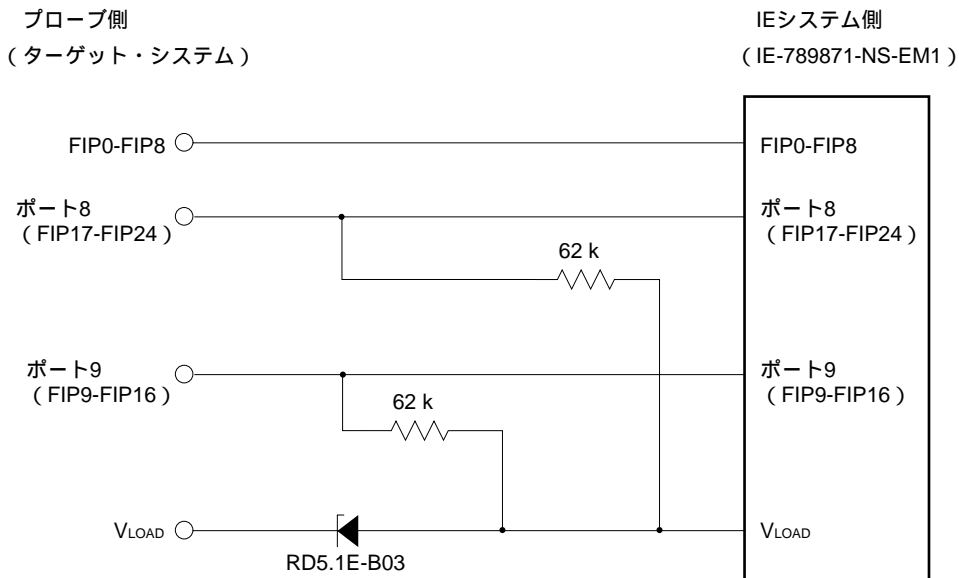 プローブ側
（ターゲット・システム）
IEシステム側
（IE-789871-NS-EM1）
FIP0-FIP8
FIP0-FIP8
ポート8
（FIP17-FIP24）
ポート8
（FIP17-FIP24）
62 k
ポート9
（FIP9-FIP16）
ポート9
（FIP9-FIP16）
62 k
VLOAD
VLOAD
RD5.1E-B03